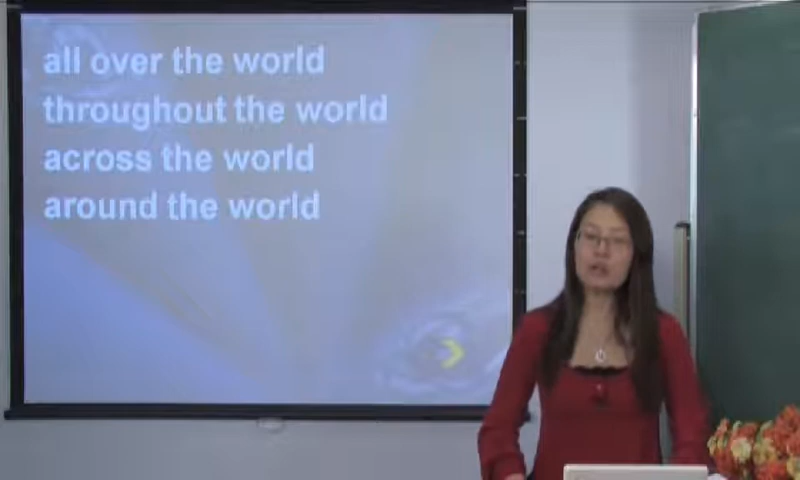 all over the world
throughout the world
across the world
around the world